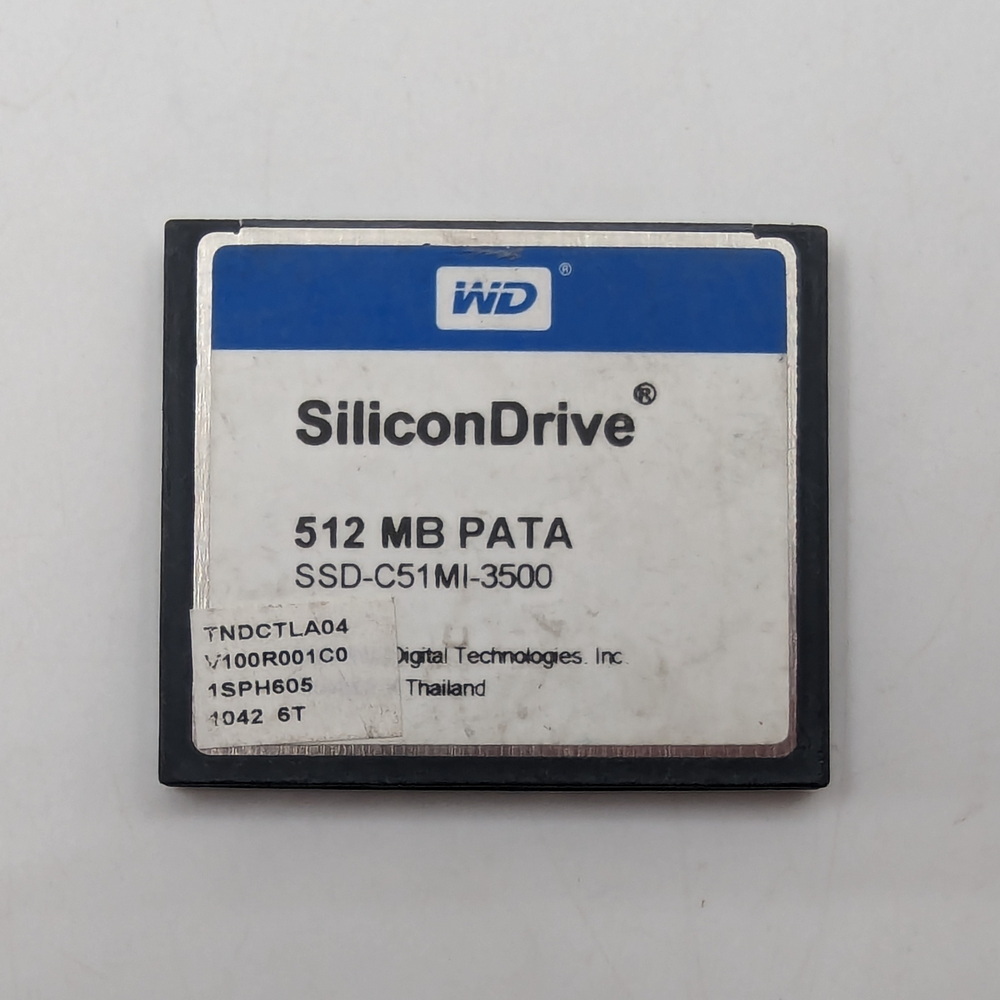 WD®
SiliconDrive®
512 MB PATA
SSD-C51MI-3500
TNDCTLA04
V100R001C0
1SPH605
1042 6T
Digital Technologies. Inc.
Thailand